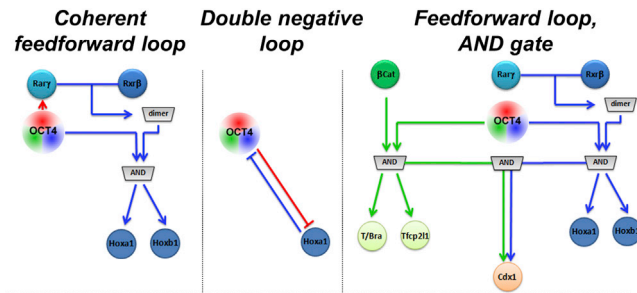 Coherent
feedforward loop
Double negative
loop
Feedforward loop,
AND gate
Rarγ
Rxrβ
dimer
OCT4
AND
Hoxa1
Hoxb1
OCT4
Hoxa1
βCat
Rarγ
Rxrβ
dimer
OCT4
AND
AND
AND
T/Bra
Tfcp2l1
Hoxa1
Hoxb1
Cdx1